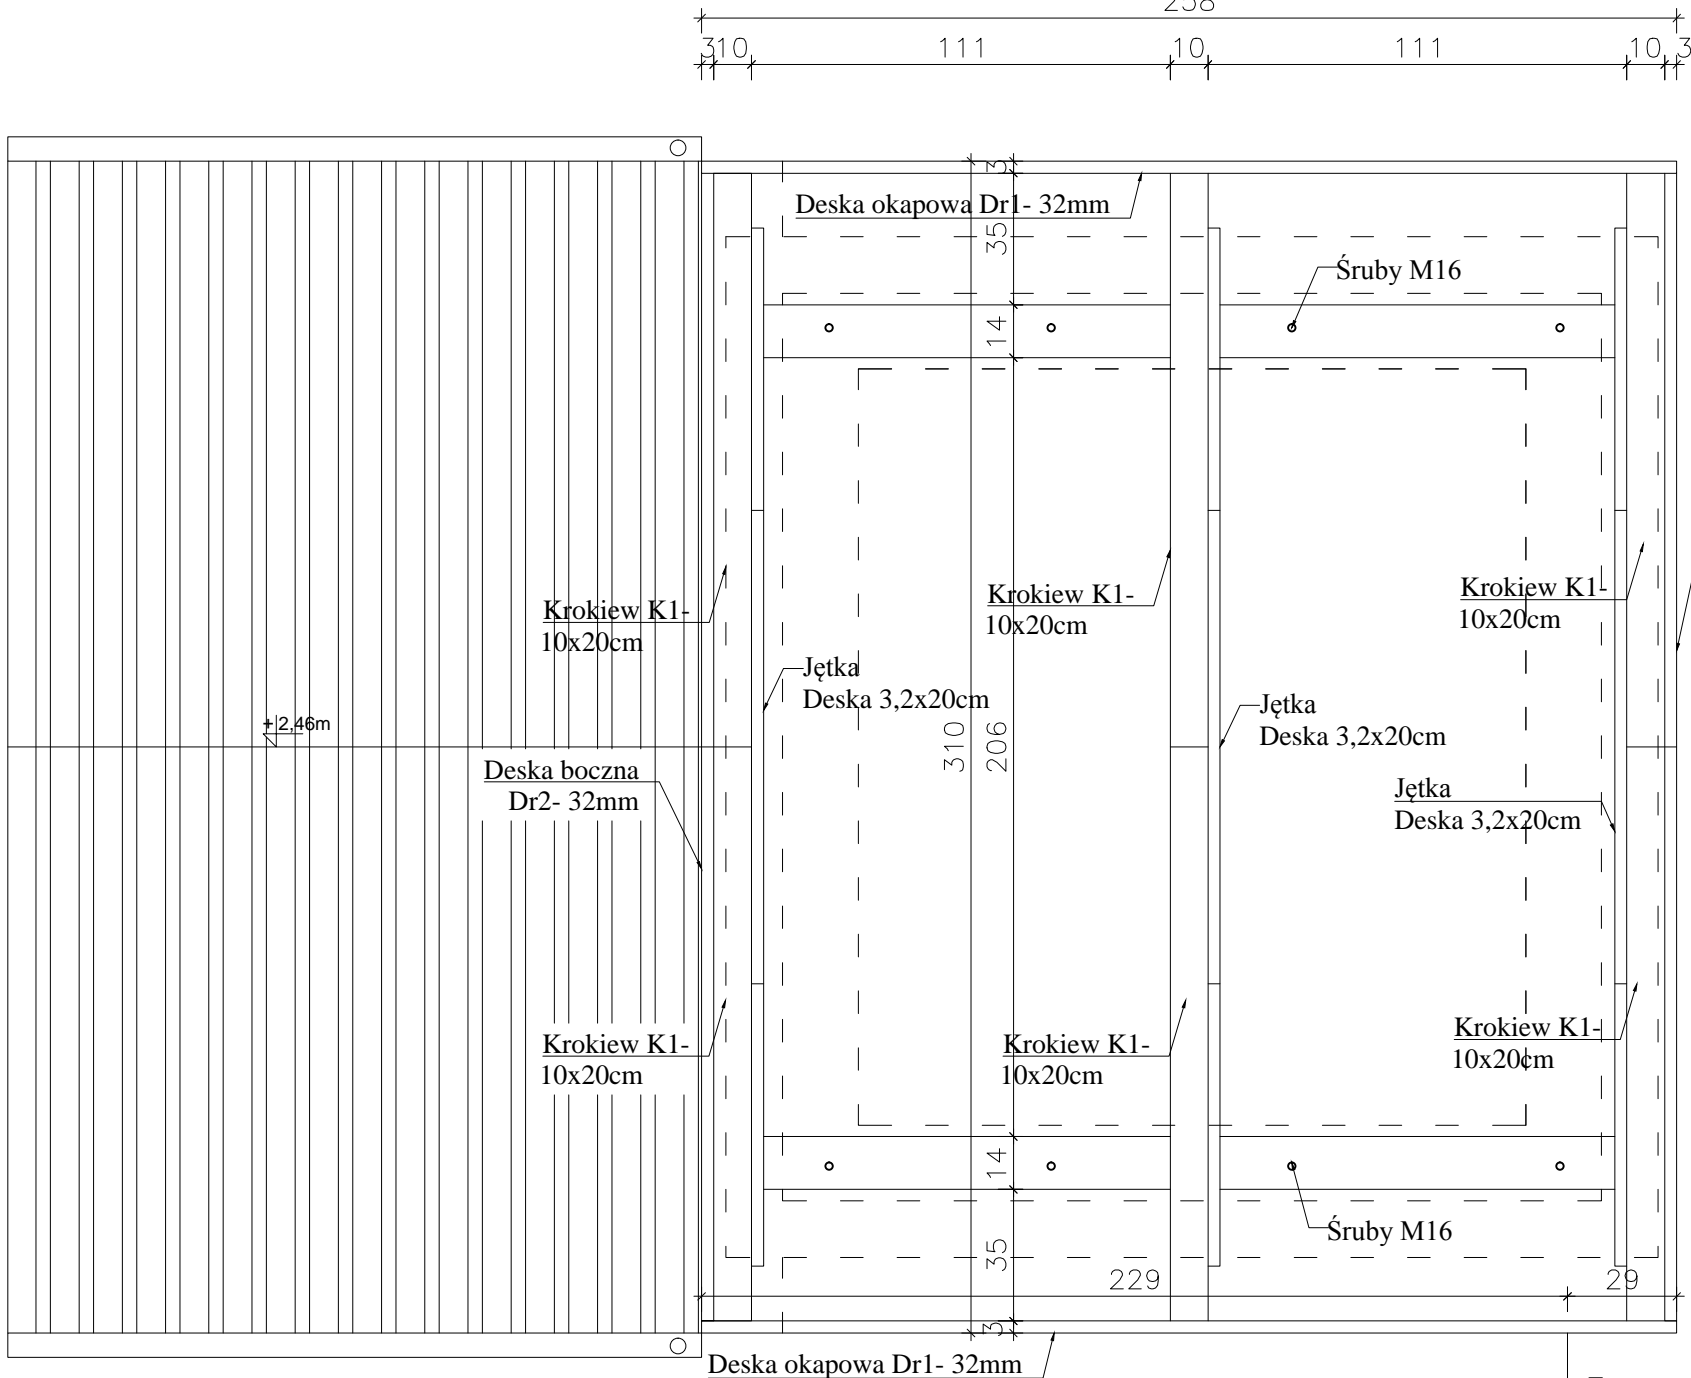 258
3
10
111
10
111
10
3
3
Deska okapowa Dr1- 32mm
35
Śruby M16
14
Krokiew K1-
10x20cm
Krokiew K1-
10x20cm
Krokiew K1-
10x20cm
Jętka
Deska 3,2x20cm
Jętka
Deska 3,2x20cm
+2,46m
310
206
Deska boczna
Dr2- 32mm
Jętka
Deska 3,2x20cm
Krokiew K1-
10x20cm
Krokiew K1-
10x20cm
Krokiew K1-
10x20cm
14
Śruby M16
35
229
29
3
Deska okapowa Dr1- 32mm